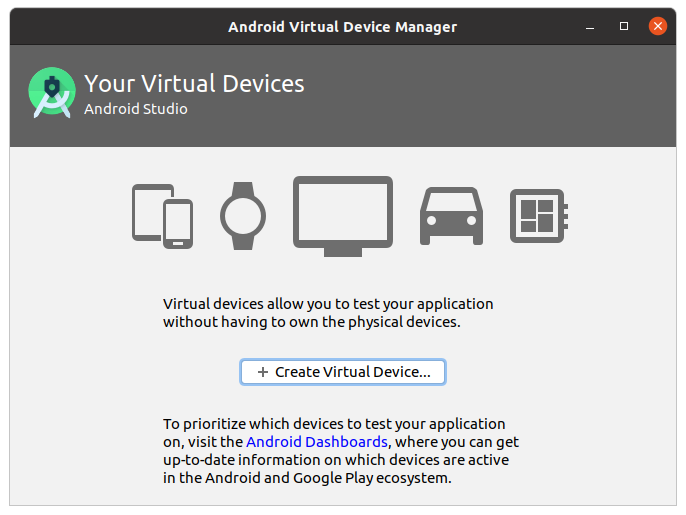 Android Virtual Device Manager
Your Virtual Devices
Android Studio
Virtual devices allow you to test your application
without having to own the physical devices.
+ Create Virtual Device...
To prioritize which devices to test your application
on, visit the Android Dashboards, where you can get
up-to-date information on which devices are active
in the Android and Google Play ecosystem.